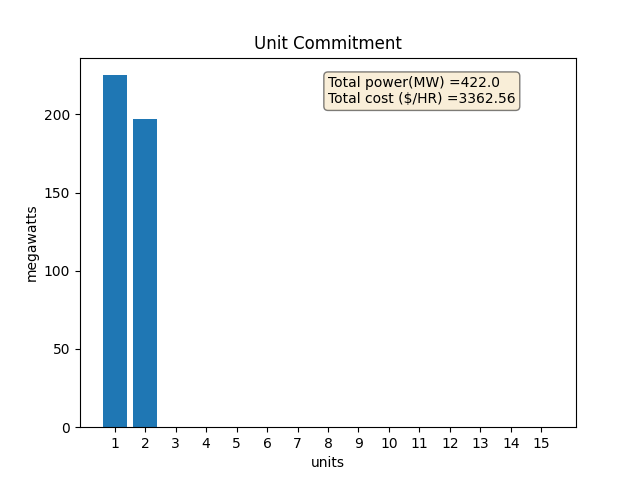 Unit Commitment
Total power(MW) =422.0
Total cost ($/HR) =3362.56
megawatts
200
150
100
50
0
1 2 3 4 5 6 7 8 9 10 11 12 13 14 15
units